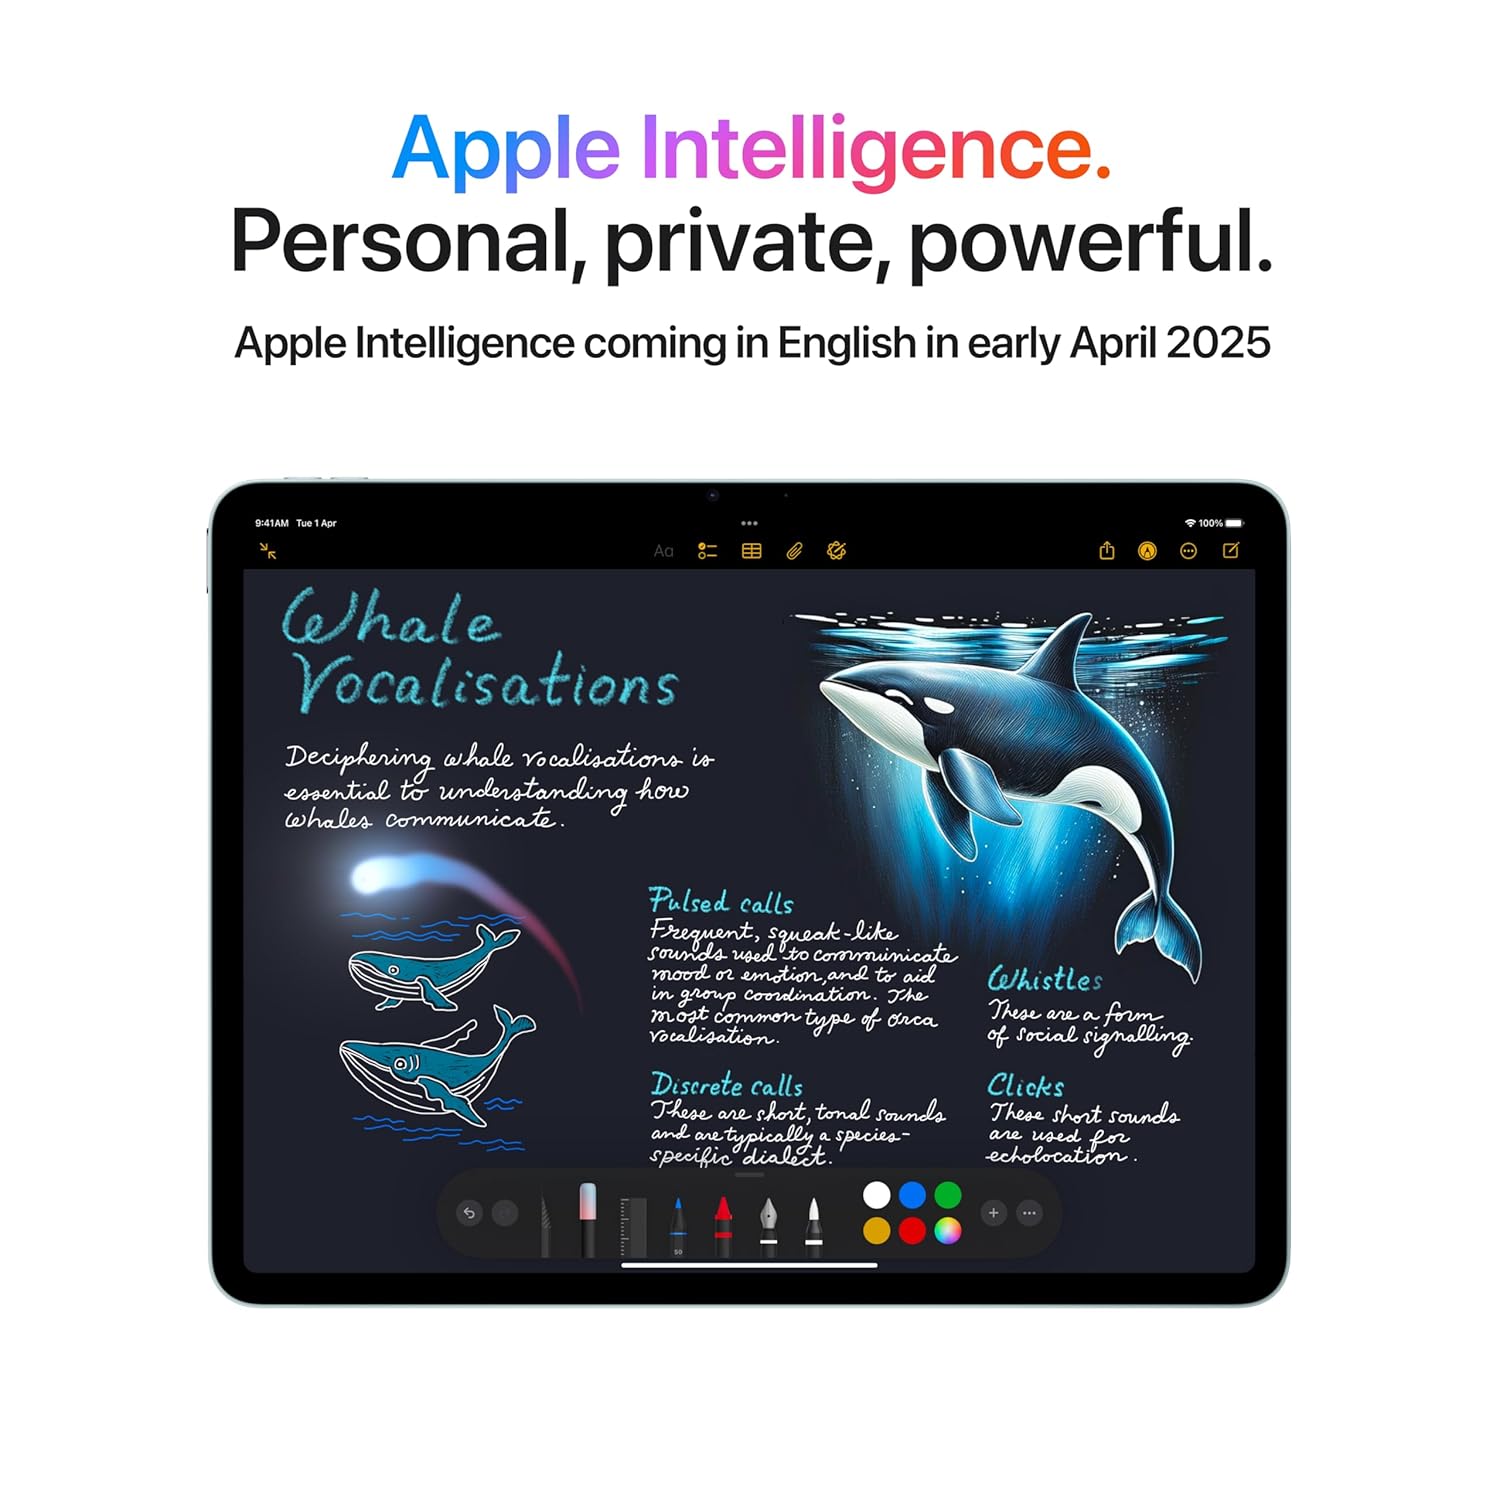 Apple Intelligence.
Personal, private, powerful.
Apple Intelligence coming in English in early April 2025
9:41AM Tue 1 Apr
100%
Aa
Whale
Vocalisations
Deciphering whale vocalisations is
essential to understanding how
whales communicate.
Pulsed calls
Frequent, squeak-like
sounds used to communicate
mood or emotion, and to aid
in group coordination. The
most common type of orca
vocalisation.
Discrete calls
These are short, tonal sounds
and are typically a species-
specific dialect.
Whistles
These are a form
of social signalling.
Clicks
These short sounds
are used for
echolocation.
50